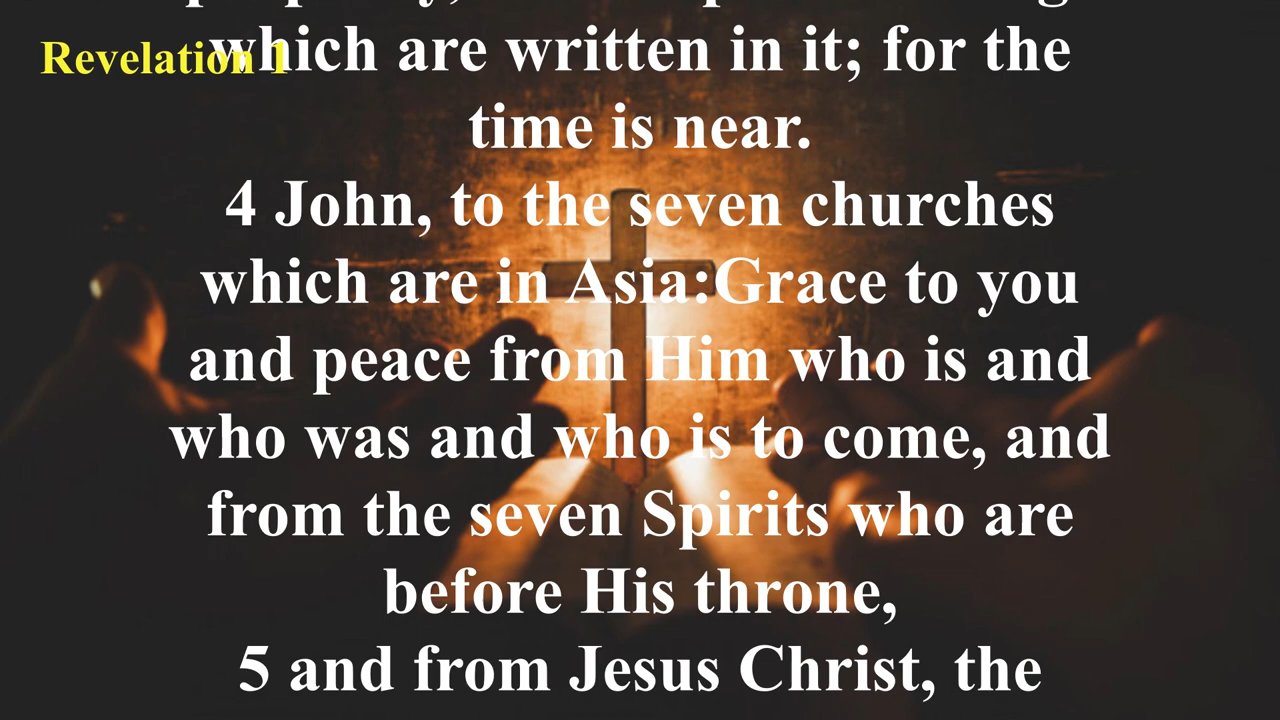 Revelation 1
which are written in it; for the
time is near.
4 John, to the seven churches
which are in Asia:Grace to you
and peace from Him who is and
who was and who is to come, and
from the seven Spirits who are
before His throne,
5 and from Jesus Christ, the